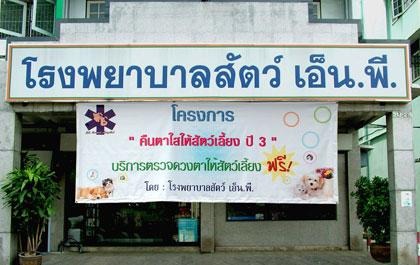 โรงพยาบาลสัตว์ เอ็น.พี.
โครงการ
" คืนตาใสให้สัตว์เลี้ยง ปี 3 "
บริการตรวจดวงตาให้สัตว์เลี้ยง ฟรี!
โดย : โรงพยาบาลสัตว์ เอ็น.พี.